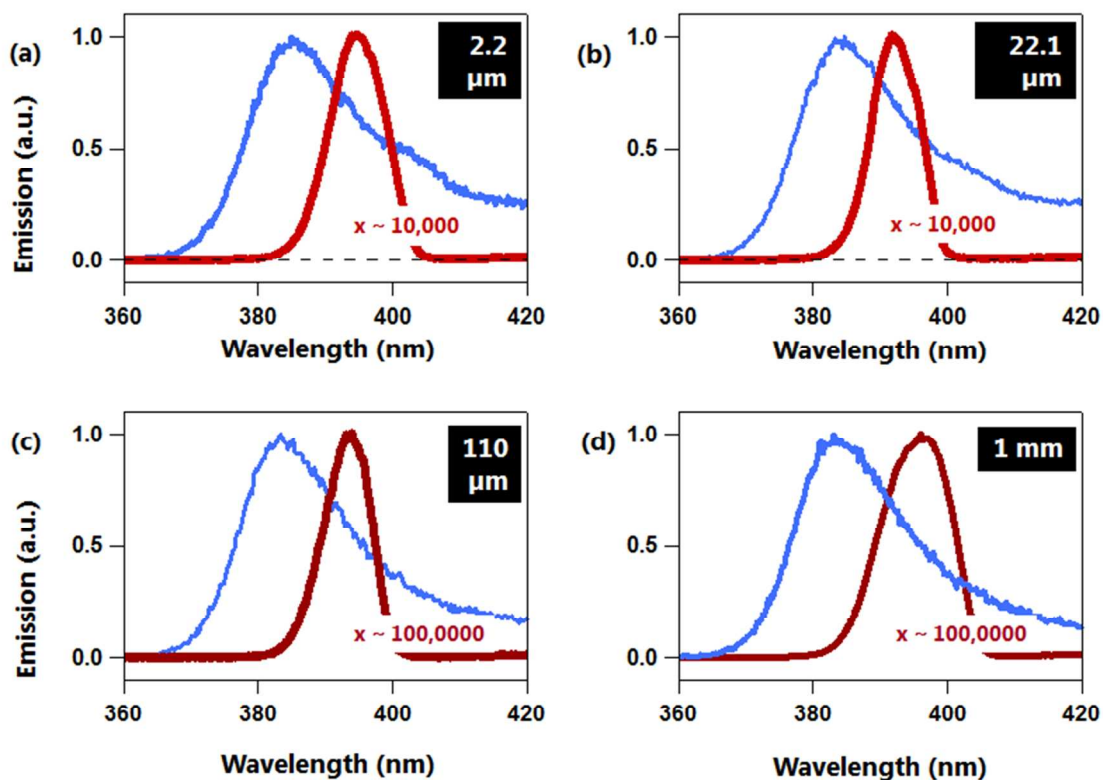 (a)
2.2
µm
1.0
0.5
0.0
Emission (a.u.)
x ~ 10,000
360 380 400 420
Wavelength (nm)
(b)
22.1
µm
1.0
0.5
0.0
x ~ 10,000
360 380 400 420
Wavelength (nm)
(c)
110
µm
1.0
0.5
0.0
Emission (a.u.)
x ~ 100,0000
360 380 400 420
Wavelength (nm)
(d)
1 mm
1.0
0.5
0.0
x ~ 100,0000
360 380 400 420
Wavelength (nm)